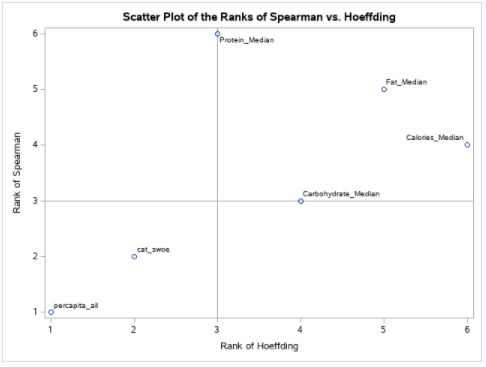 Scatter Plot of the Ranks of Spearman vs. Hoeffding
6
Protein_Median
5
Fat_Median
4
Calories_Median
Rank of Spearman
3
Carbohydrate_Median
2
cat_swoe
1
percapita_all
1 2 3 4 5 6
Rank of Hoeffding